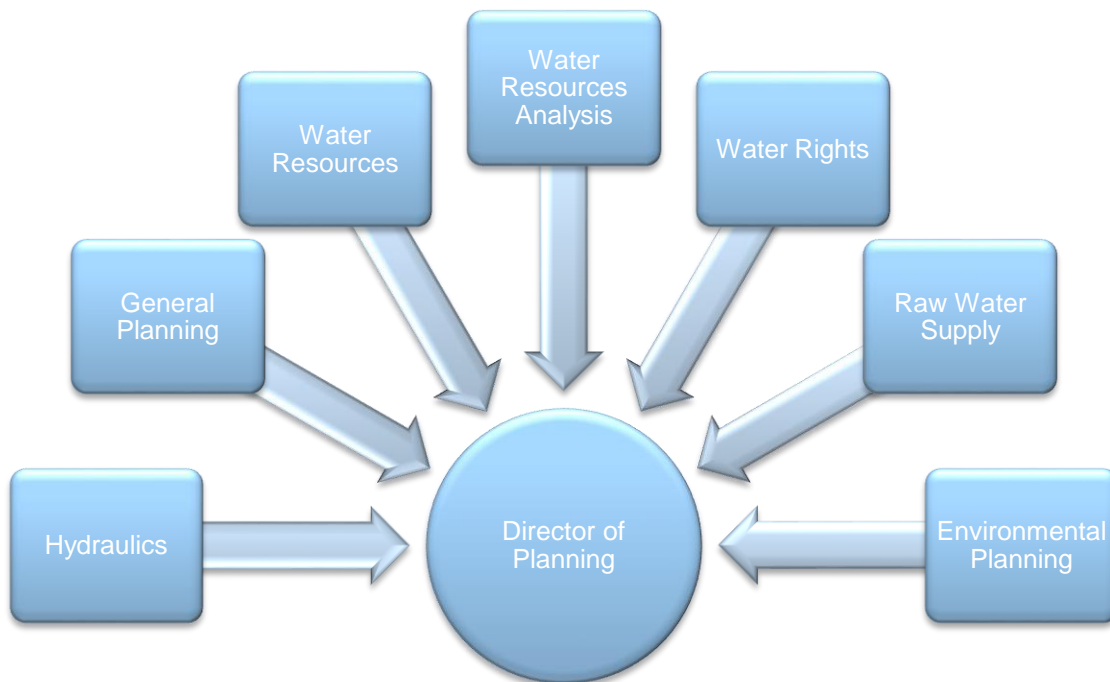 Water
Resources
Analysis
Water
Resources
Water Rights
General
Planning
Raw Water
Supply
Hydraulics
Director of
Planning
Environmental
Planning